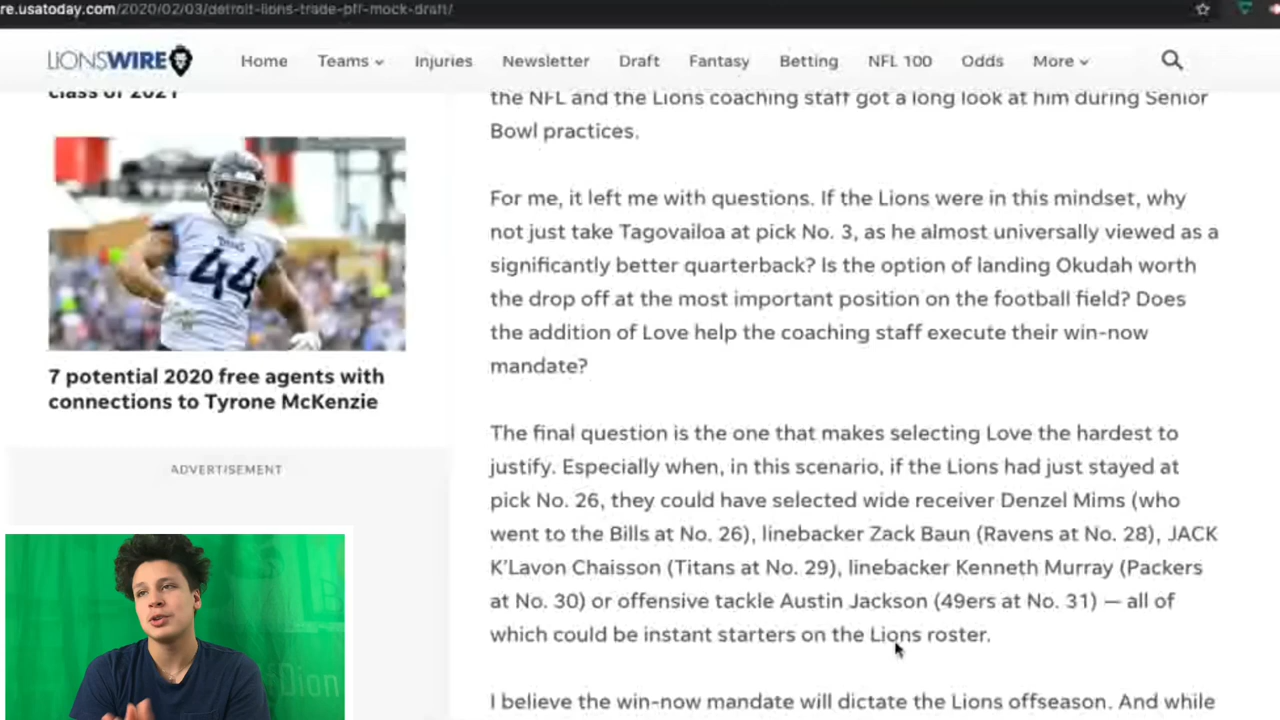 re.usatoday.com/2020/02/03/detroit-lions-trade-pff-mock-draft/
LIONSWIRE
Home
Teams
Injuries
Newsletter
Draft
Fantasy
Betting
NFL 100
Odds
More
class of 2021
TITANS
44
7 potential 2020 free agents with
connections to Tyrone McKenzie
ADVERTISEMENT
the NFL and the Lions coaching staff got a long look at him during Senior
Bowl practices.
For me, it left me with questions. If the Lions were in this mindset, why
not just take Tagovailoa at pick No. 3, as he almost universally viewed as a
significantly better quarterback? Is the option of landing Okudah worth
the drop off at the most important position on the football field? Does
the addition of Love help the coaching staff execute their win-now
mandate?
The final question is the one that makes selecting Love the hardest to
justify. Especially when, in this scenario, if the Lions had just stayed at
pick No. 26, they could have selected wide receiver Denzel Mims (who
went to the Bills at No. 26), linebacker Zack Baun (Ravens at No. 28), JACK
K'Lavon Chaisson (Titans at No. 29), linebacker Kenneth Murray (Packers
at No. 30) or offensive tackle Austin Jackson (49ers at No. 31) — all of
which could be instant starters on the Lions roster.
I believe the win-now mandate will dictate the Lions offseason. And while
Dion